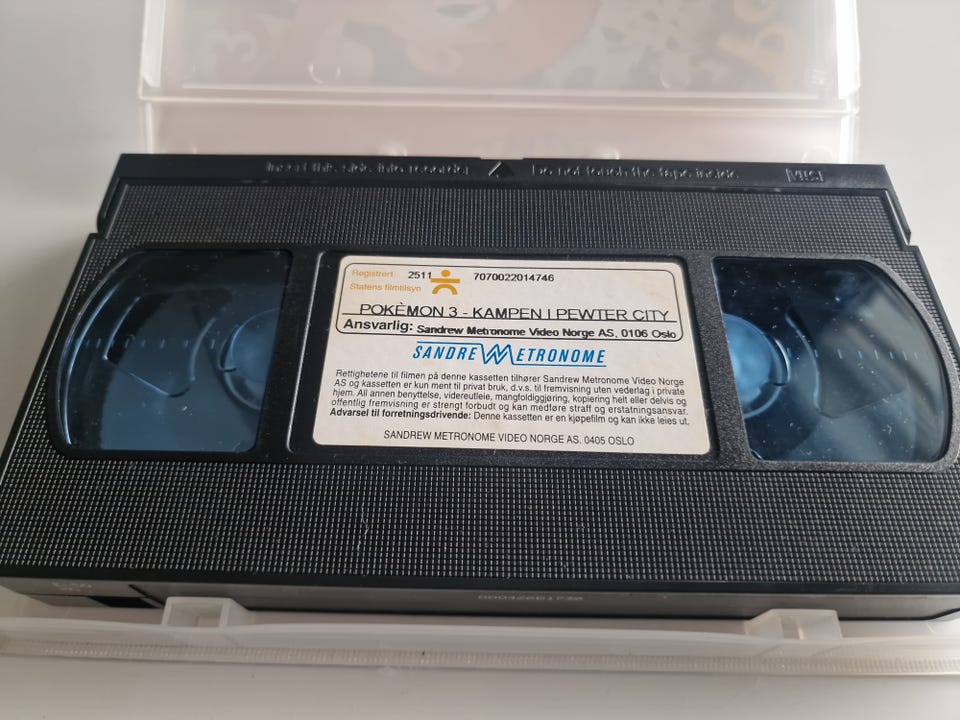 Insert this side into recorder Do not touch the tape inside VHS
Registrert 2511 7070022014746
Statens filmtilsyn
POKÈMON 3 - KAMPEN I PEWTER CITY
Ansvarlig: Sandrew Metronome Video Norge AS, 0106 Oslo
SANDREW METRONOME
Rettighetene til filmen på denne kassetten tilhører Sandrew Metronome Video Norge
AS og kassetten er kun ment til privat bruk, d.v.s. til fremvisning uten vederlag i private
hjem. All annen benyttelse, videreutleie, mangfoldiggjøring, kopiering helt eller delvis og
offentlig fremvisning er strengt forbudt og kan medføre straff og erstatningsansvar.
Advarsel til forretningsdrivende: Denne kassetten er en kjøpefilm og kan ikke leies ut,
SANDREW METRONOME VIDEO NORGE AS. 0405 OSLO